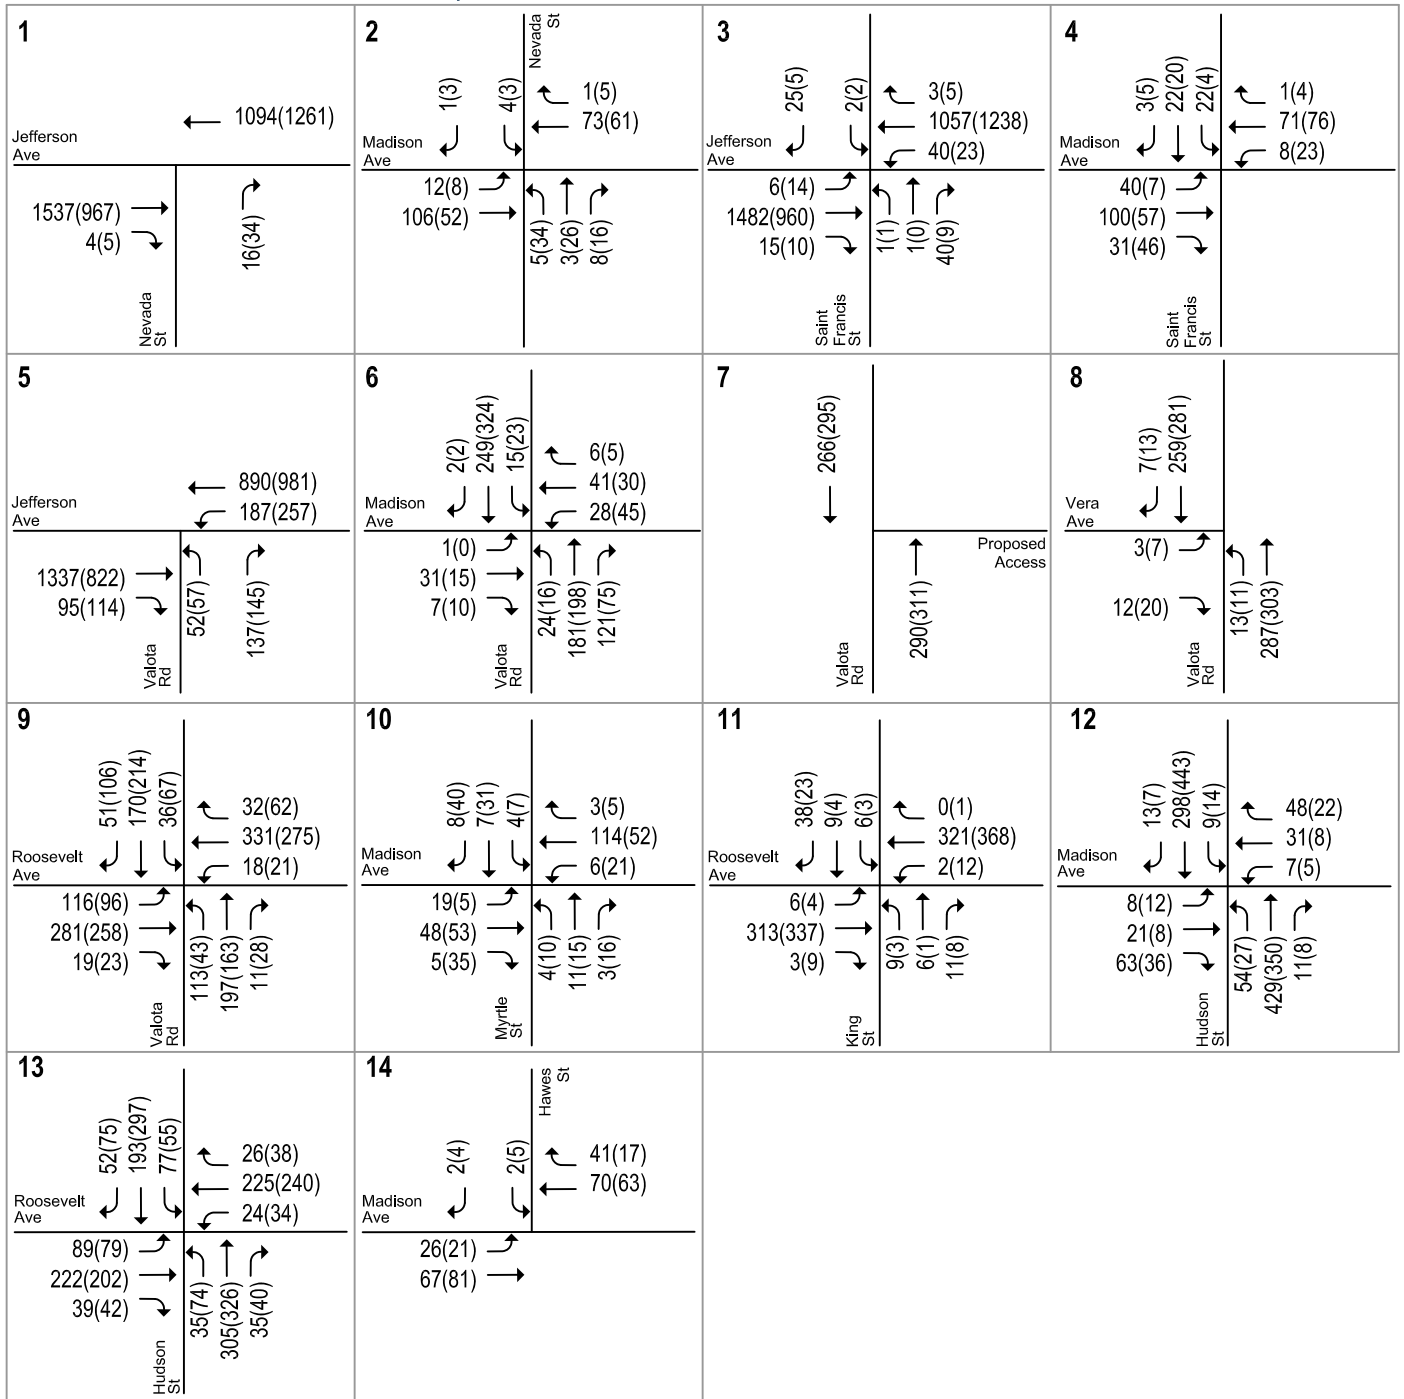 1
1094(1261)
Jefferson
Ave
1537(967)
4(5)
16(34)
Nevada
St
2
Nevada
St
1(3)
4(3)
1(5)
73(61)
Madison
Ave
12(8)
106(52)
5(34)
3(26)
8(16)
3
25(5)
2(2)
3(5)
1057(1238)
40(23)
Jefferson
Ave
6(14)
1482(960)
15(10)
1(1)
1(0)
40(9)
Saint
Francis
St
4
3(5)
22(20)
22(4)
1(4)
71(76)
8(23)
Madison
Ave
40(7)
100(57)
31(46)
Saint
Francis
St
5
890(981)
187(257)
Jefferson
Ave
1337(822)
95(114)
52(57)
137(145)
Valota
Rd
6
2(2)
249(324)
15(23)
6(5)
41(30)
28(45)
Madison
Ave
1(0)
31(15)
7(10)
24(16)
181(198)
121(75)
Valota
Rd
7
266(295)
Proposed
Access
290(311)
Valota
Rd
8
7(13)
259(281)
Vera
Ave
3(7)
12(20)
13(11)
287(303)
Valota
Rd
9
51(106)
170(214)
36(67)
32(62)
331(275)
18(21)
Roosevelt
Ave
116(96)
281(258)
19(23)
113(43)
197(163)
11(28)
Valota
Rd
10
8(40)
7(31)
4(7)
3(5)
114(52)
6(21)
Madison
Ave
19(5)
48(53)
5(35)
4(10)
11(15)
3(16)
Myrtle
St
11
38(23)
9(4)
6(3)
0(1)
321(368)
2(12)
Roosevelt
Ave
6(4)
313(337)
3(9)
9(3)
6(1)
11(8)
King
St
12
13(7)
298(443)
9(14)
48(22)
31(8)
7(5)
Madison
Ave
8(12)
21(8)
63(36)
54(27)
429(350)
11(8)
Hudson
St
13
52(75)
193(297)
77(55)
26(38)
225(240)
24(34)
Roosevelt
Ave
89(79)
222(202)
39(42)
35(74)
305(326)
35(40)
Hudson
St
14
Hawes
St
2(4)
2(5)
41(17)
70(63)
Madison
Ave
26(21)
67(81)